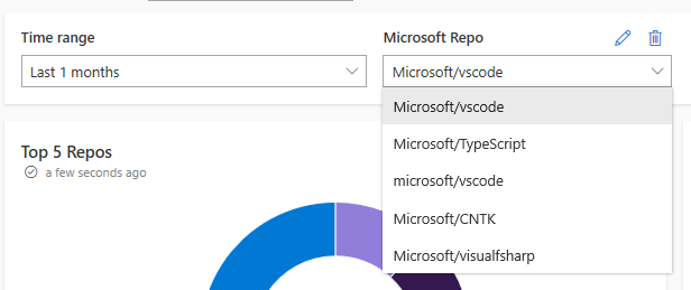 Time range
Microsoft Repo
Last 1 months
Microsoft/vscode
Microsoft/vscode
Microsoft/TypeScript
microsoft/vscode
Microsoft/CNTK
Microsoft/visualfsharp
Top 5 Repos
a few seconds ago